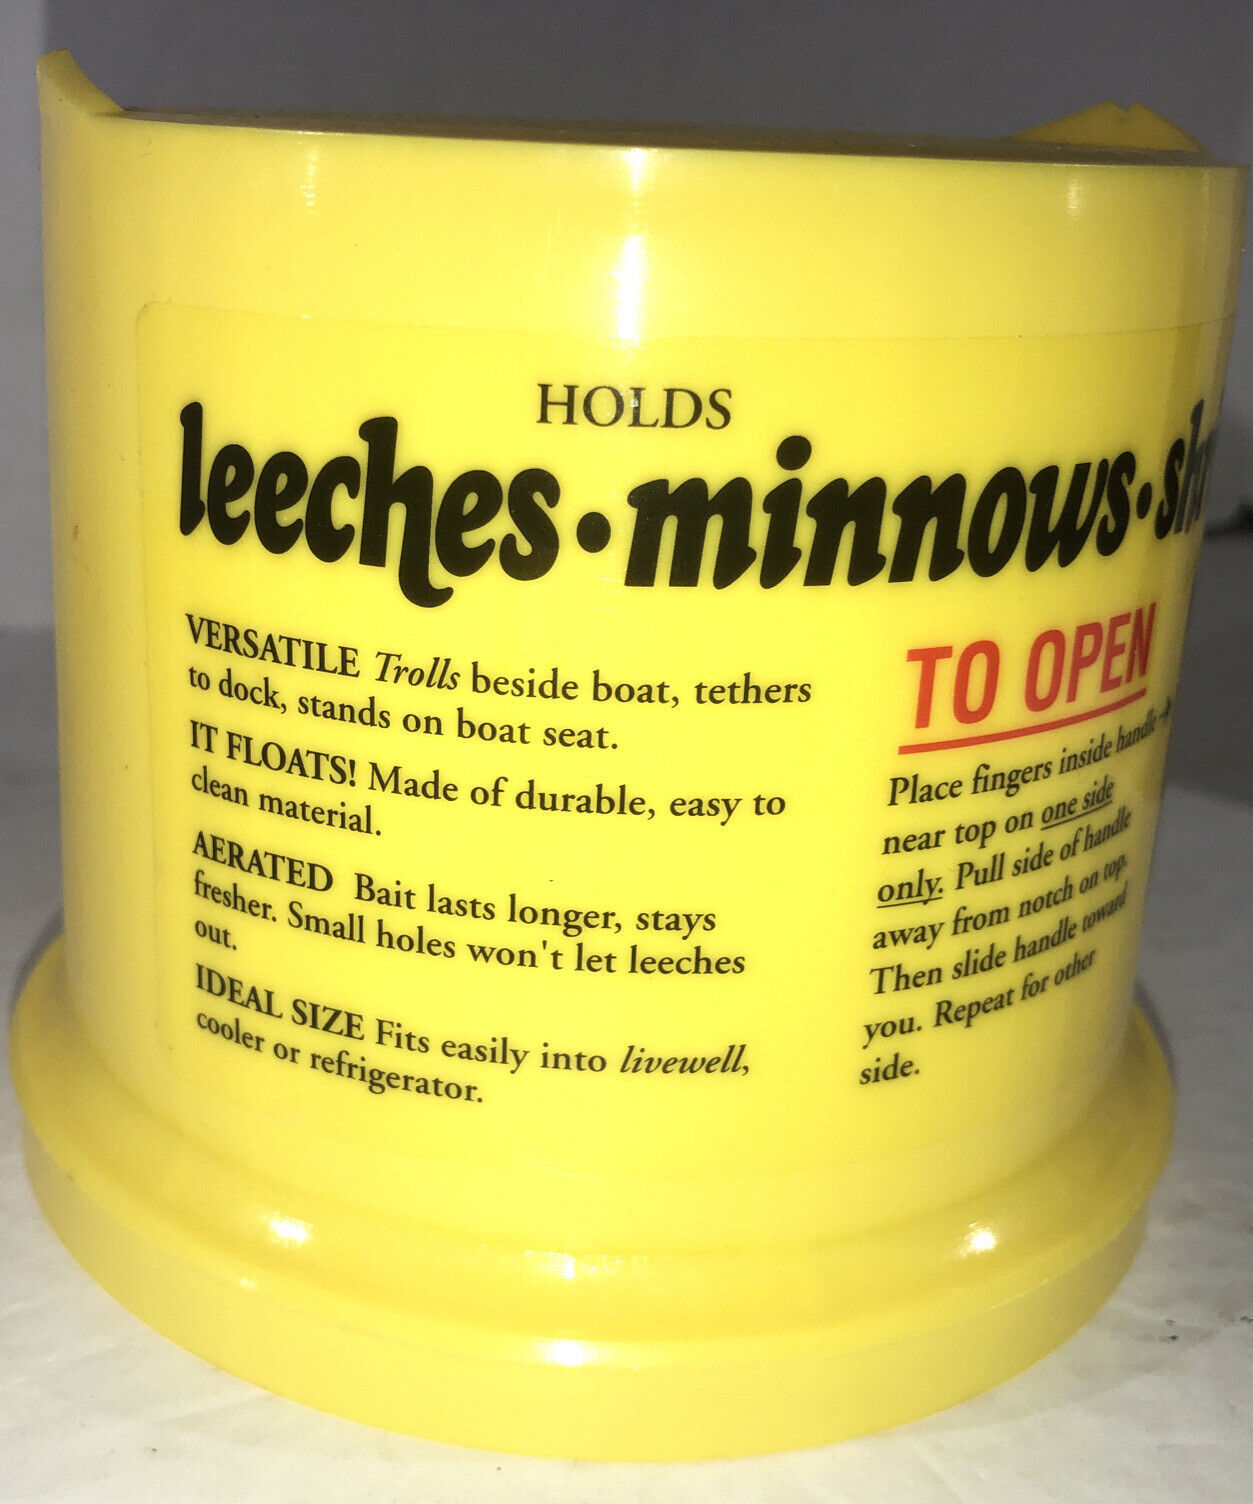 HOLDS
leeches • minnows •
VERSATILE Trolls beside boat, tethers
to dock, stands on boat seat.
IT FLOATS! Made of durable, easy to
clean material.
AERATED Bait lasts longer, stays
fresher. Small holes won't let leeches
out.
IDEAL SIZE Fits easily into livewell,
cooler or refrigerator.
TO OPEN
Place fingers inside handle →
near top on one side
only. Pull side of handle
away from notch on top.
Then slide handle toward
you. Repeat for other
side.